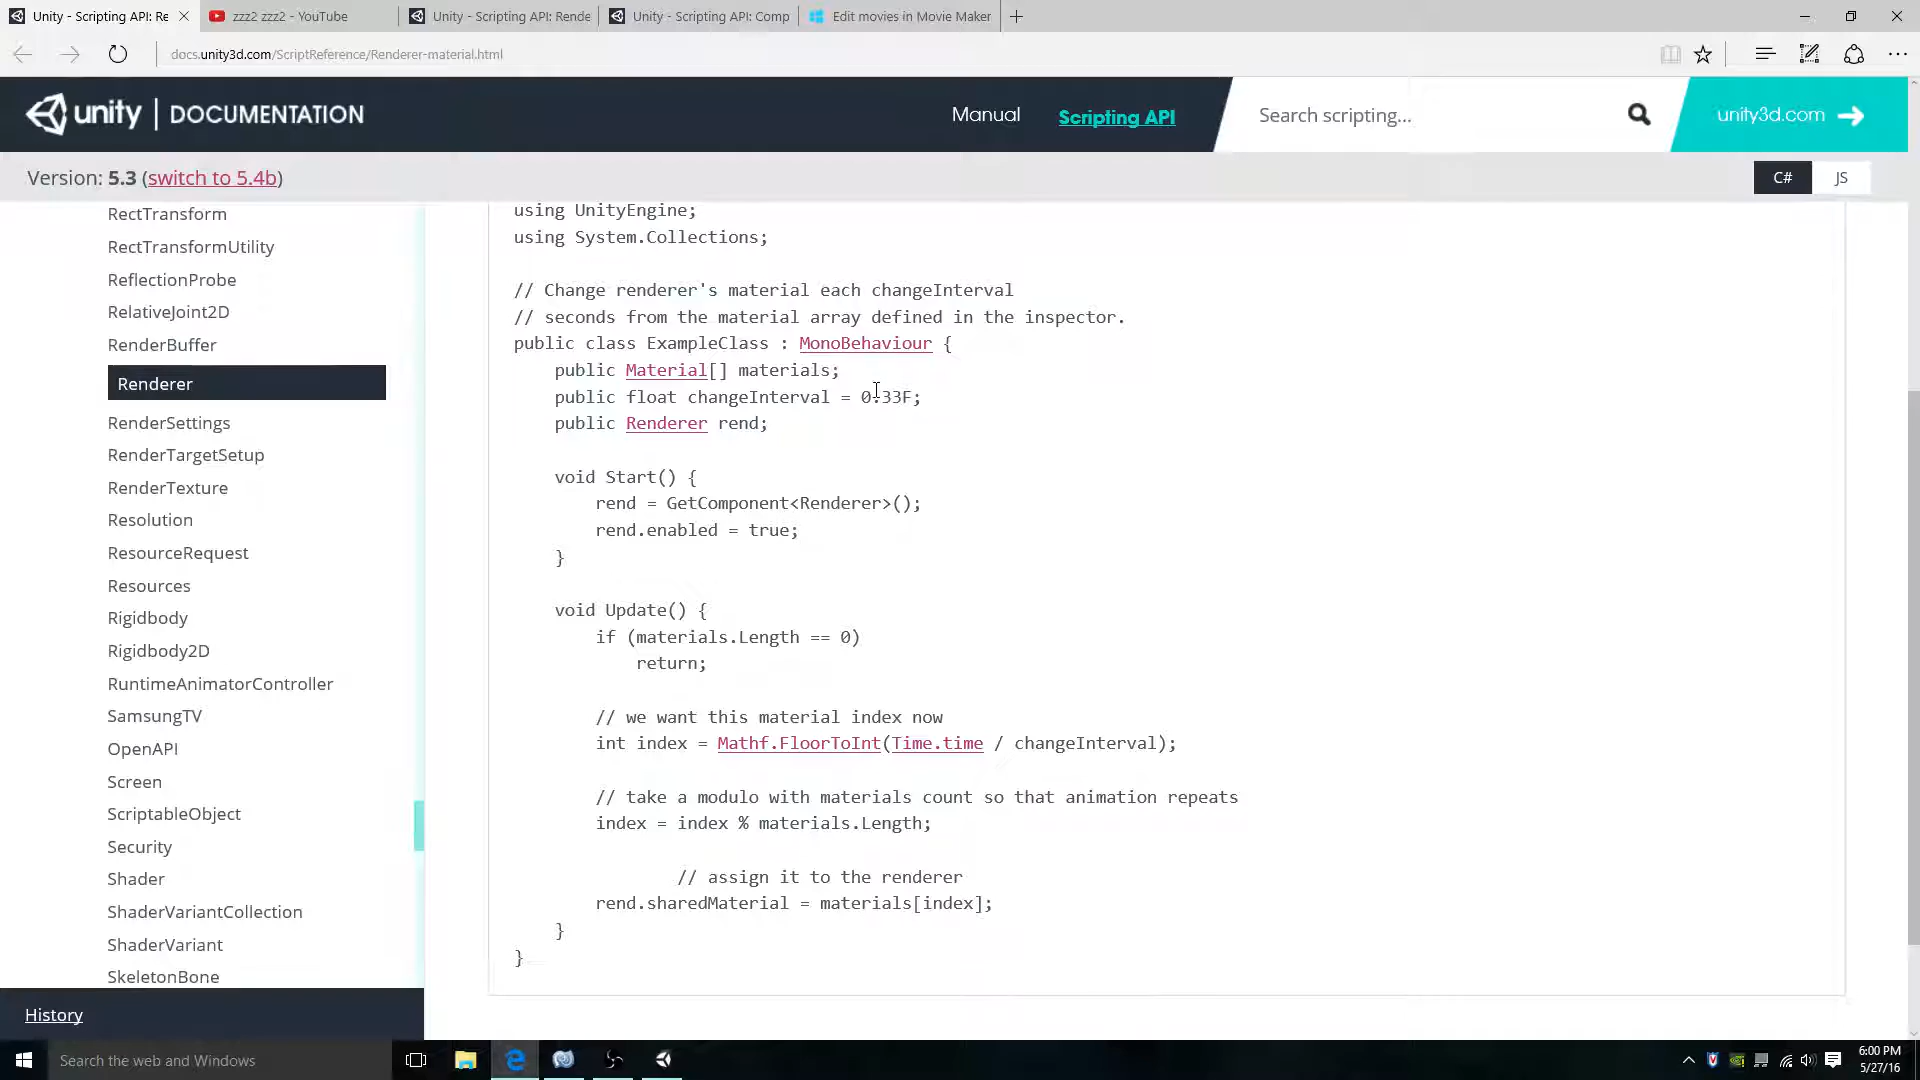 Unity - Scripting API: Re
zzz2 zzz2 - YouTube
Unity - Scripting API: Rende
Unity - Scripting API: Comp
Edit movies in Movie Maker
docs.unity3d.com/ScriptReference/Renderer-material.html
unity | DOCUMENTATION
Manual
Scripting API
Search scripting...
unity3d.com
Version: 5.3 (switch to 5.4b)
C#
JS
RectTransform
RectTransformUtility
ReflectionProbe
RelativeJoint2D
RenderBuffer
Renderer
RenderSettings
RenderTargetSetup
RenderTexture
Resolution
ResourceRequest
Resources
Rigidbody
Rigidbody2D
RuntimeAnimatorController
SamsungTV
OpenAPI
Screen
ScriptableObject
Security
Shader
ShaderVariantCollection
ShaderVariant
SkeletonBone
History
using UnityEngine;
using System.Collections;
// Change renderer's material each changeInterval
// seconds from the material array defined in the inspector.
public class ExampleClass : MonoBehaviour {
public Material[] materials;
public float changeInterval = 0.33F;
public Renderer rend;
void Start() {
rend = GetComponent<Renderer>();
rend.enabled = true;
}
void Update() {
if (materials.Length == 0)
return;
// we want this material index now
int index = Mathf.FloorToInt(Time.time / changeInterval);
// take a modulo with materials count so that animation repeats
index = index % materials.Length;
// assign it to the renderer
rend.sharedMaterial = materials[index];
}
}
Search the web and Windows
6:00 PM
5/27/16